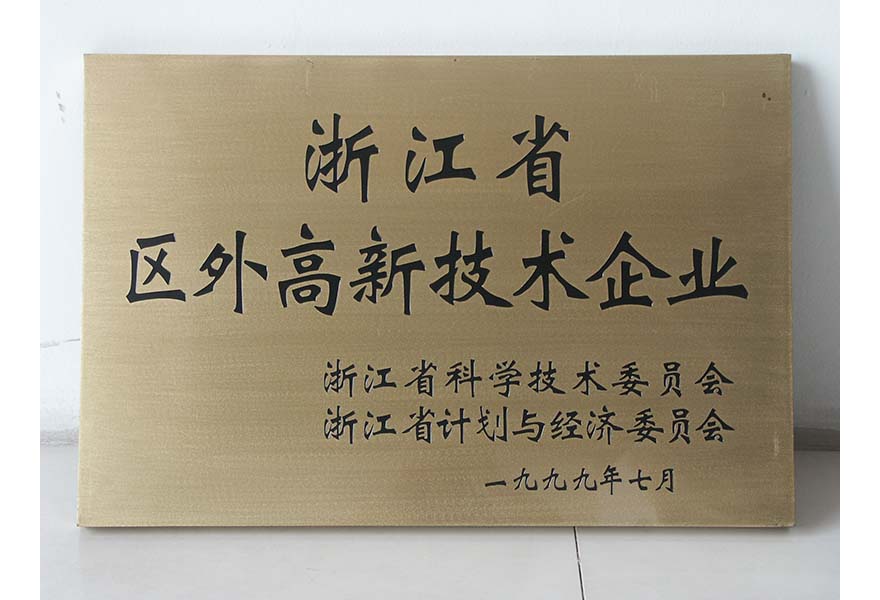 浙江省
区外高新技术企业
浙江省科学技术委员会
浙江省计划与经济委员会
一九九九年七月